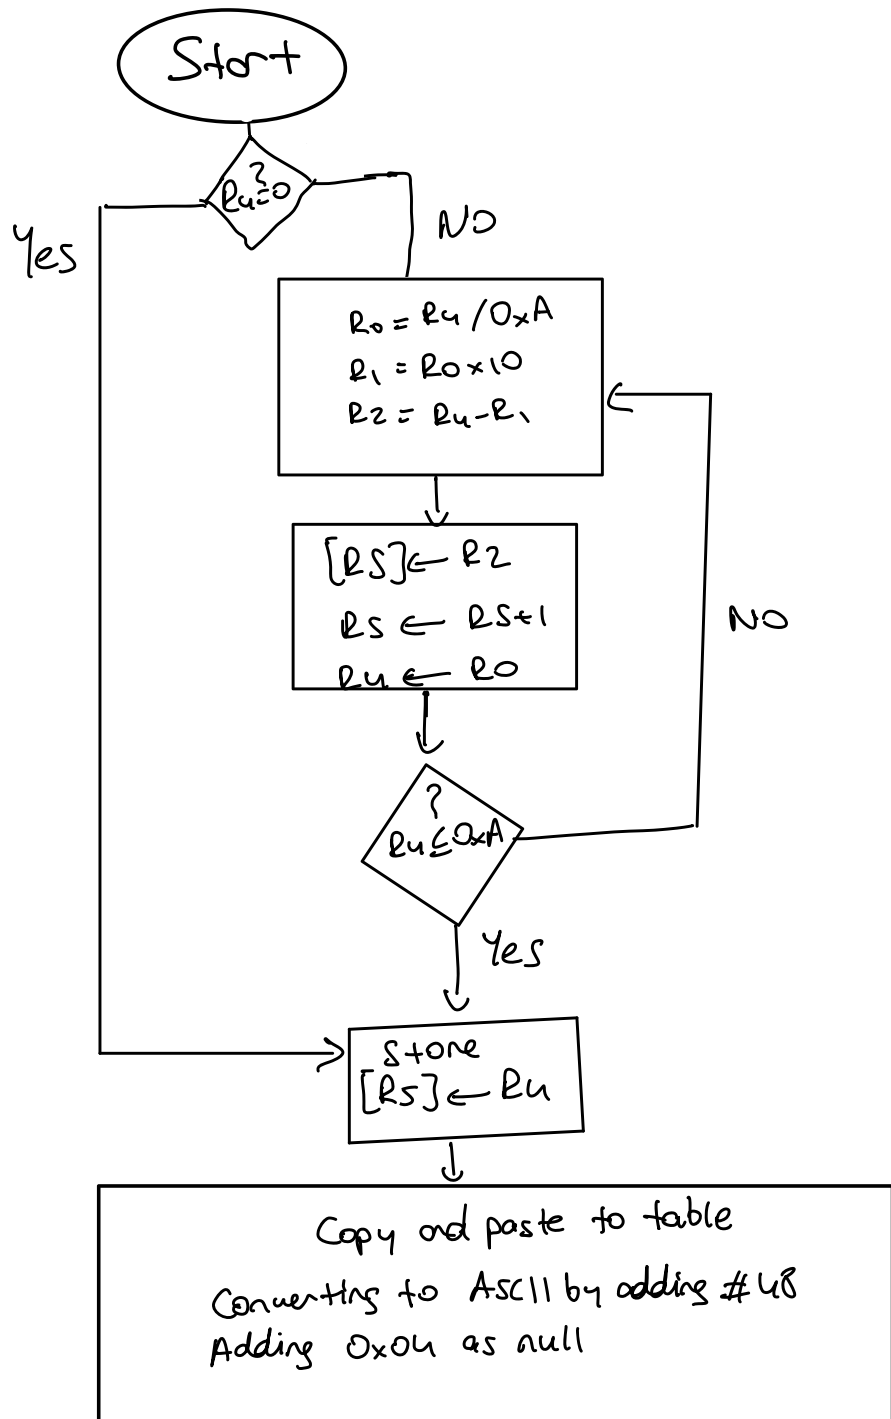 Start
?
R4=0
Yes
NO
R0 = R4 / 0xA
R1 = R0 x 10
R2 = R4 - R1
[R5] ← R2
R5 ← R5+1
R4 ← R0
NO
?
R4 ≤ 0xA
Yes
store
[R5] ← R4
Copy and paste to table
Converting to ASCII by adding #48
Adding 0x04 as null